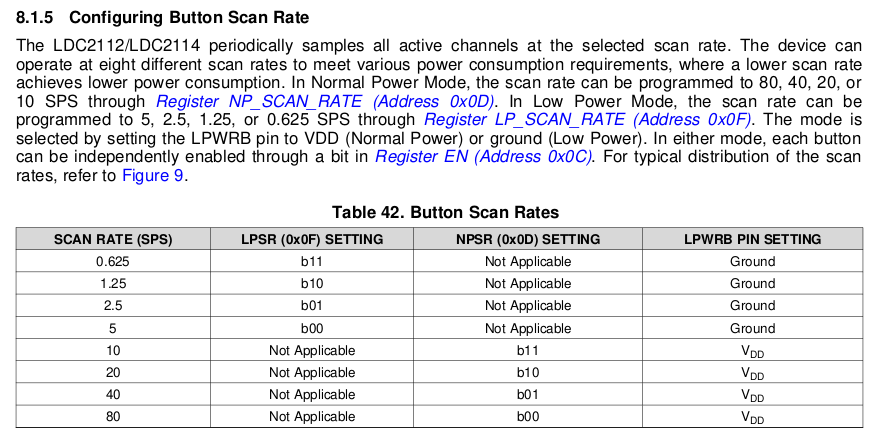 8.1.5 Configuring Button Scan Rate
The LDC2112/LDC2114 periodically samples all active channels at the selected scan rate. The device can
operate at eight different scan rates to meet various power consumption requirements, where a lower scan rate
achieves lower power consumption. In Normal Power Mode, the scan rate can be programmed to 80, 40, 20, or
10 SPS through Register NP_SCAN_RATE (Address 0x0D). In Low Power Mode, the scan rate can be
programmed to 5, 2.5, 1.25, or 0.625 SPS through Register LP_SCAN_RATE (Address 0x0F). The mode is
selected by setting the LPWRB pin to VDD (Normal Power) or ground (Low Power). In either mode, each button
can be independently enabled through a bit in Register EN (Address 0x0C). For typical distribution of the scan
rates, refer to Figure 9.
Table 42. Button Scan Rates
SCAN RATE (SPS) LPSR (0x0F) SETTING NPSR (0x0D) SETTING LPWRB PIN SETTING
0.625 b11 Not Applicable Ground
1.25 b10 Not Applicable Ground
2.5 b01 Not Applicable Ground
5 b00 Not Applicable Ground
10 Not Applicable b11 VDD
20 Not Applicable b10 VDD
40 Not Applicable b01 VDD
80 Not Applicable b00 VDD